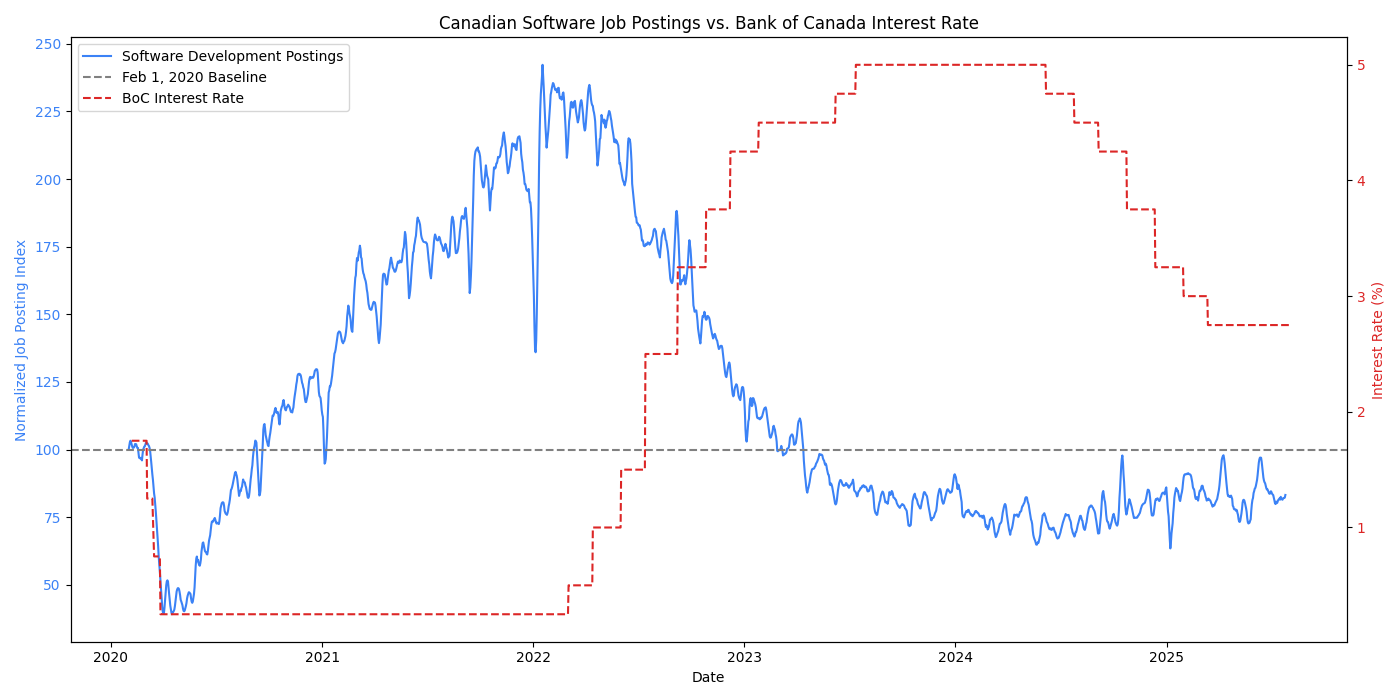 Canadian Software Job Postings vs. Bank of Canada Interest Rate
Software Development Postings
Feb 1, 2020 Baseline
BoC Interest Rate
Normalized Job Posting Index
250
225
200
175
150
125
100
75
50
5
4
3
2
1
Interest Rate (%)
2020
2021
2022
2023
2024
2025
Date